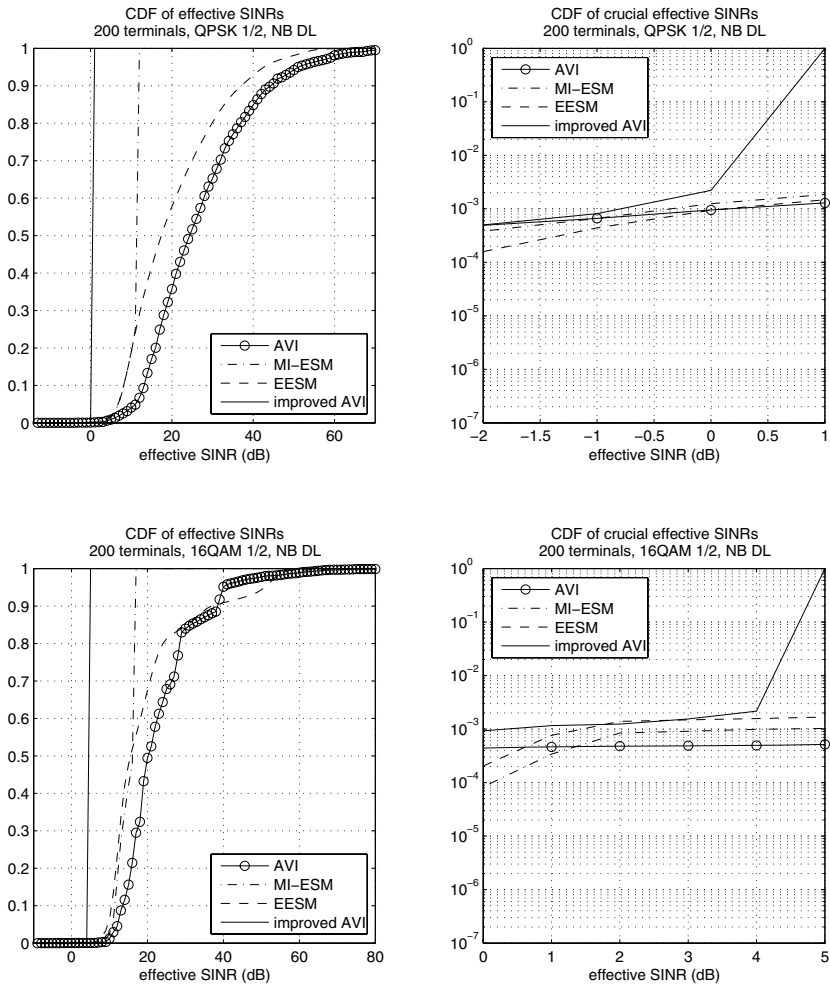 CDF of effective SINRs
200 terminals, QPSK 1/2, NB DL
1
0.9
0.8
0.7
0.6
0.5
0.4
0.3
0.2
0.1
0
0 20 40 60
effective SINR (dB)
AVI
MI−ESM
EESM
improved AVI
CDF of crucial effective SINRs
200 terminals, QPSK 1/2, NB DL
10^0
10^−1
10^−2
10^−3
10^−4
10^−5
10^−6
10^−7
−2 −1.5 −1 −0.5 0 0.5 1
effective SINR (dB)
AVI
MI−ESM
EESM
improved AVI
CDF of effective SINRs
200 terminals, 16QAM 1/2, NB DL
1
0.9
0.8
0.7
0.6
0.5
0.4
0.3
0.2
0.1
0
0 20 40 60 80
effective SINR (dB)
AVI
MI−ESM
EESM
improved AVI
CDF of crucial effective SINRs
200 terminals, 16QAM 1/2, NB DL
10^0
10^−1
10^−2
10^−3
10^−4
10^−5
10^−6
10^−7
0 1 2 3 4 5
effective SINR (dB)
AVI
MI−ESM
EESM
improved AVI